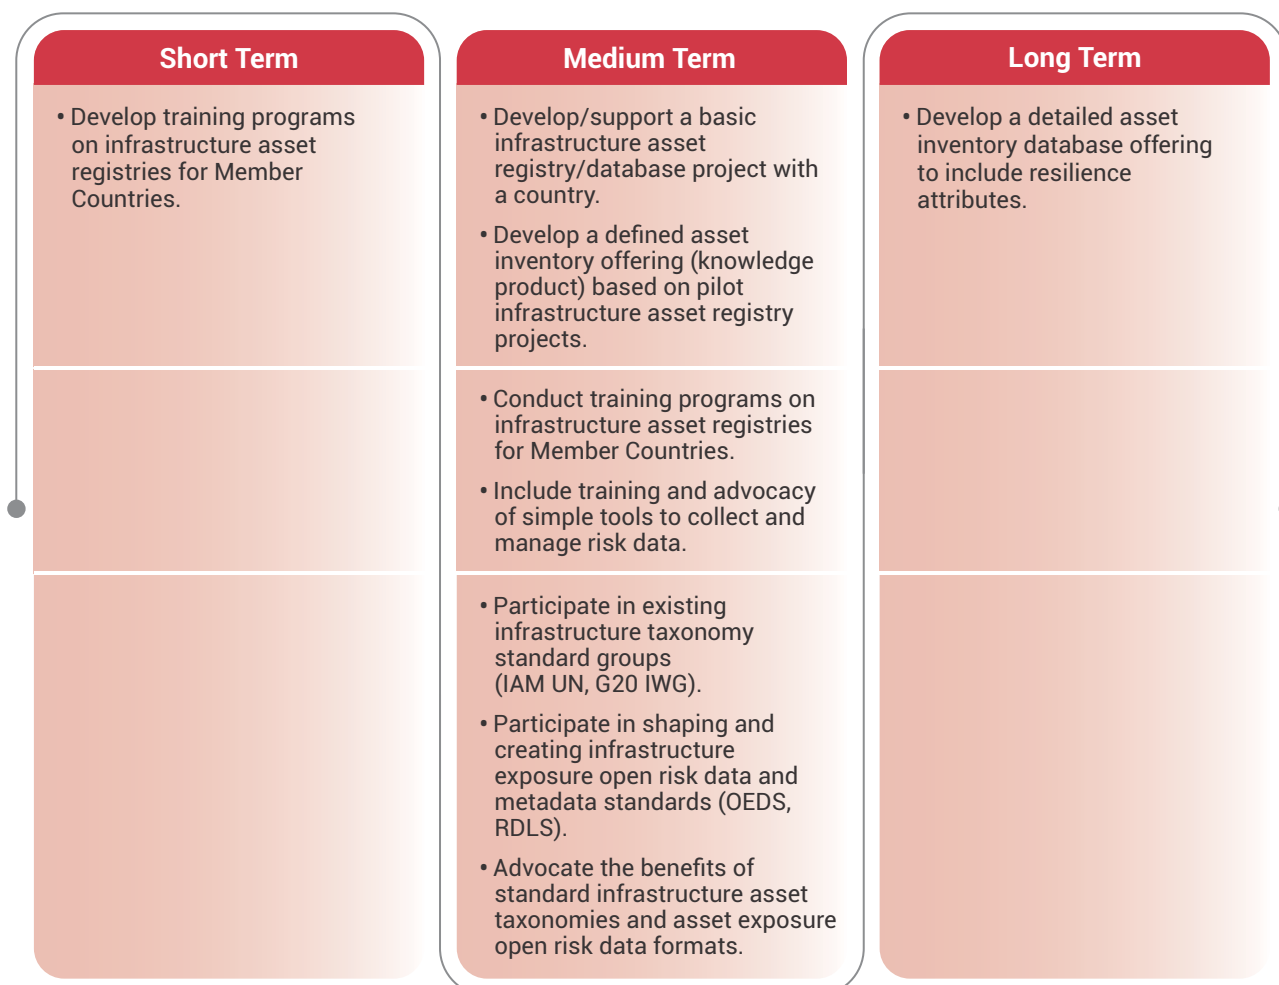 Short Term
• Develop training programs
on infrastructure asset
registries for Member
Countries.
Medium Term
• Develop/support a basic
infrastructure asset
registry/database project with
a country.
• Develop a defined asset
inventory offering (knowledge
product) based on pilot
infrastructure asset registry
projects.
• Conduct training programs on
infrastructure asset registries
for Member Countries.
• Include training and advocacy
of simple tools to collect and
manage risk data.
• Participate in existing
infrastructure taxonomy
standard groups
(IAM UN, G20 IWG).
• Participate in shaping and
creating infrastructure
exposure open risk data and
metadata standards (OEDS,
RDLS).
• Advocate the benefits of
standard infrastructure asset
taxonomies and asset exposure
open risk data formats.
Long Term
• Develop a detailed asset
inventory database offering
to include resilience
attributes.